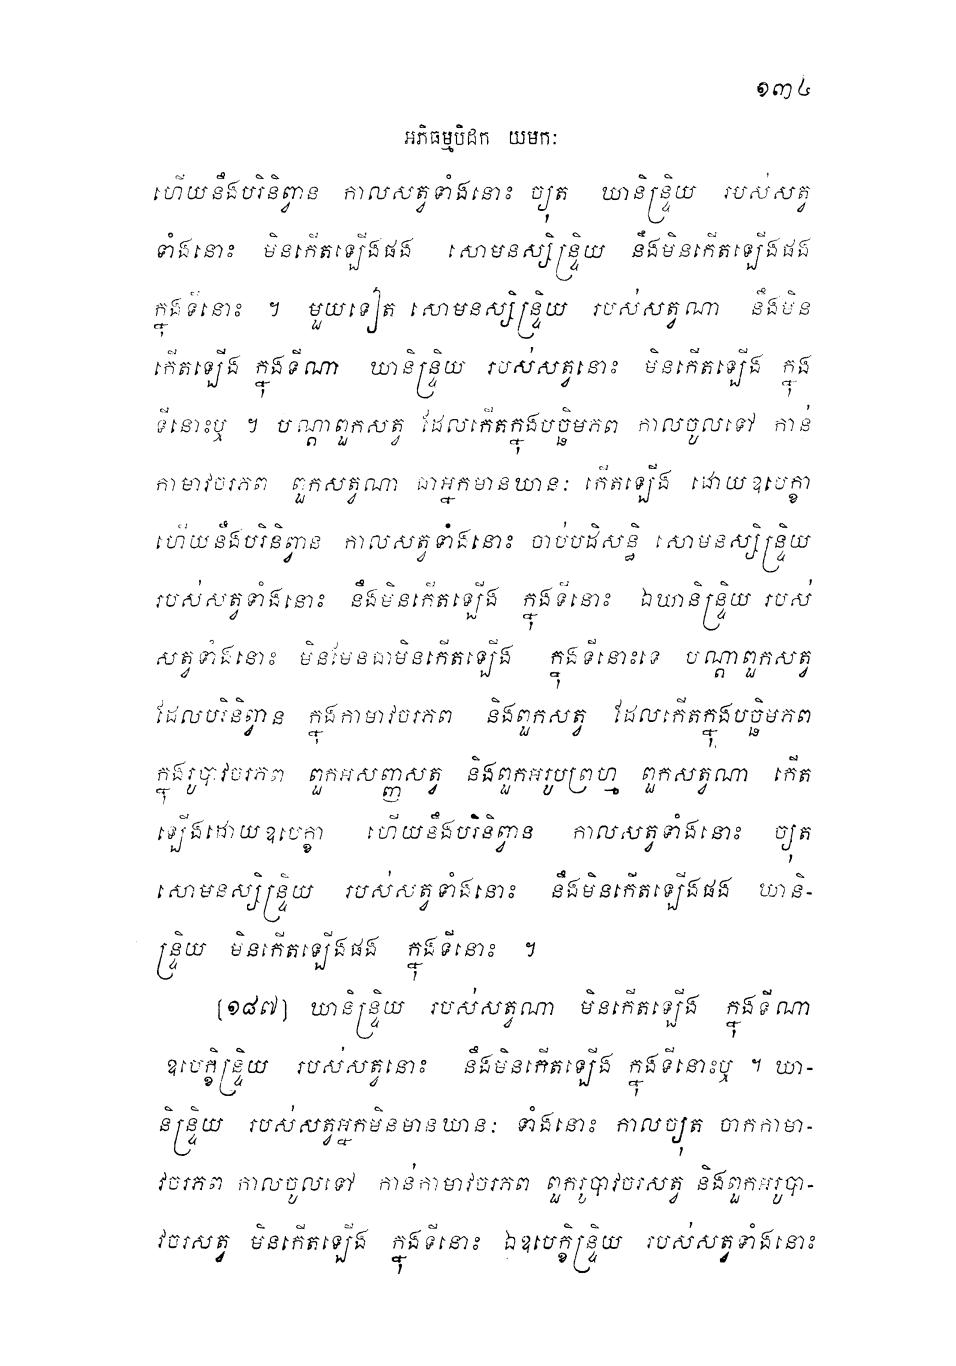 ១៣៤
អភិធម្មបិដក យមកៈ
ហើយនឹងបរិនិព្វាន កាលសត្វទាំងនោះ ច្យុត ឃានិន្ទ្រិយ របស់សត្វ
ទាំងនោះ មិនកើតឡើងផង សោមនស្សិន្ទ្រិយ នឹងមិនកើតឡើងផង
ក្នុងទីនោះ ។ មួយទៀត សោមនស្សិន្ទ្រិយ របស់សត្វណា នឹងមិន
កើតឡើង ក្នុងទីណា ឃានិន្ទ្រិយ របស់សត្វនោះ មិនកើតឡើង ក្នុង
ទីនោះឬ ។ បណ្តាពួកសត្វ ដែលកើតក្នុងបច្ឆិមភព កាលចូលទៅ កាន់
កាមាវចរភព ពួកសត្វណា ជាអ្នកមានឃានៈ កើតឡើង ដោយឧបេក្ខា
ហើយនឹងបរិនិព្វាន កាលសត្វទាំងនោះ ចាប់បដិសន្ធិ សោមនស្សិន្ទ្រិយ
របស់សត្វទាំងនោះ នឹងមិនកើតឡើង ក្នុងទីនោះ ឯឃានិន្ទ្រិយ របស់
សត្វទាំងនោះ មិនមែនជាមិនកើតឡើង ក្នុងទីនោះទេ បណ្តាពួកសត្វ
ដែលបរិនិព្វាន ក្នុងកាមាវចរភព និងពួកសត្វ ដែលកើតក្នុងបច្ឆិមភព
ក្នុងរូបាវចរភព ពួកអសញ្ញសត្វ និងពួកអរូបព្រហ្ម ពួកសត្វណា កើត
ឡើងដោយឧបេក្ខា ហើយនឹងបរិនិព្វាន កាលសត្វទាំងនោះ ច្យុត
សោមនស្សិន្ទ្រិយ របស់សត្វទាំងនោះ នឹងមិនកើតឡើងផង ឃានិ-
ន្ទ្រិយ មិនកើតឡើងផង ក្នុងទីនោះ ។
[១៨៧] ឃានិន្ទ្រិយ របស់សត្វណា មិនកើតឡើង ក្នុងទីណា
ឧបេក្ខិន្ទ្រិយ របស់សត្វនោះ នឹងមិនកើតឡើង ក្នុងទីនោះឬ ។ ឃា-
និន្ទ្រិយ របស់សត្វអ្នកមិនមានឃានៈ ទាំងនោះ កាលច្យុត ចាកកាមា-
វចរភព កាលចូលទៅ កាន់កាមាវចរភព ពួករូបាវចរសត្វ និងពួកអរូបា-
វចរសត្វ មិនកើតឡើង ក្នុងទីនោះ ឯឧបេក្ខិន្ទ្រិយ របស់សត្វទាំងនោះ